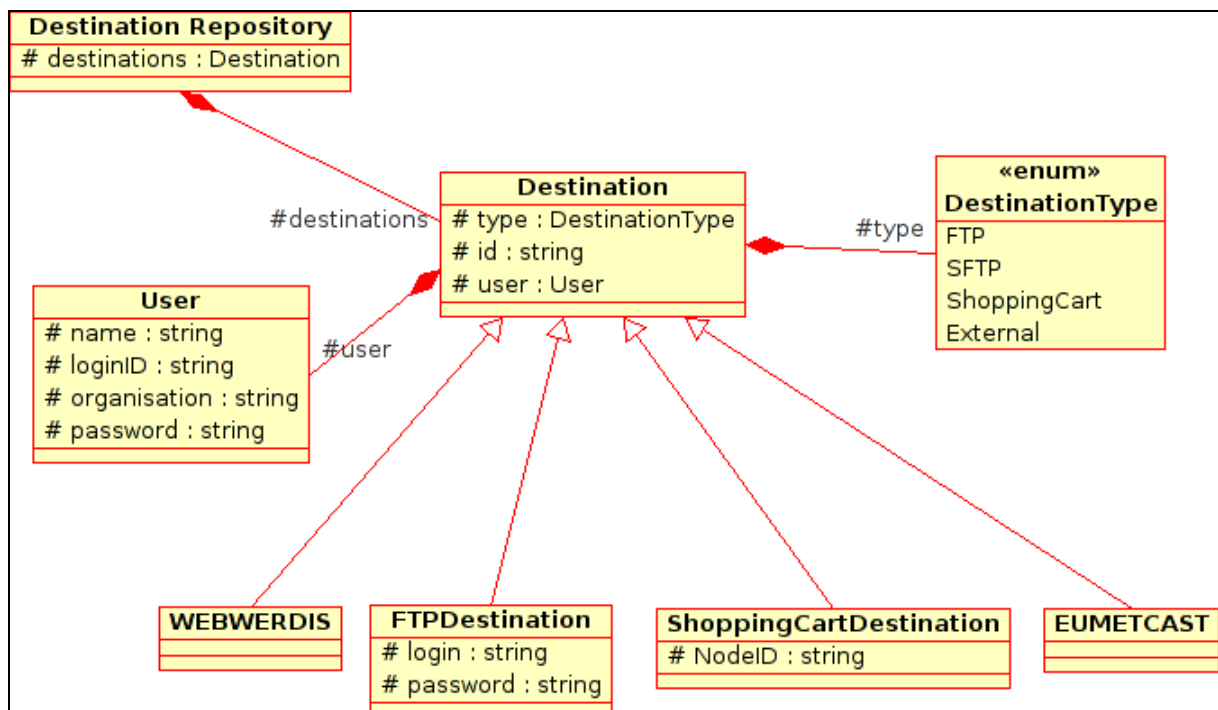 Destination Repository
# destinations : Destination
#destinations
Destination
# type : DestinationType
# id : string
# user : User
#type
«enum»
DestinationType
FTP
SFTP
ShoppingCart
External
User
# name : string
# loginID : string
# organisation : string
# password : string
#user
WEBWERDIS
FTPDestination
# login : string
# password : string
ShoppingCartDestination
# NodeID : string
EUMETCAST